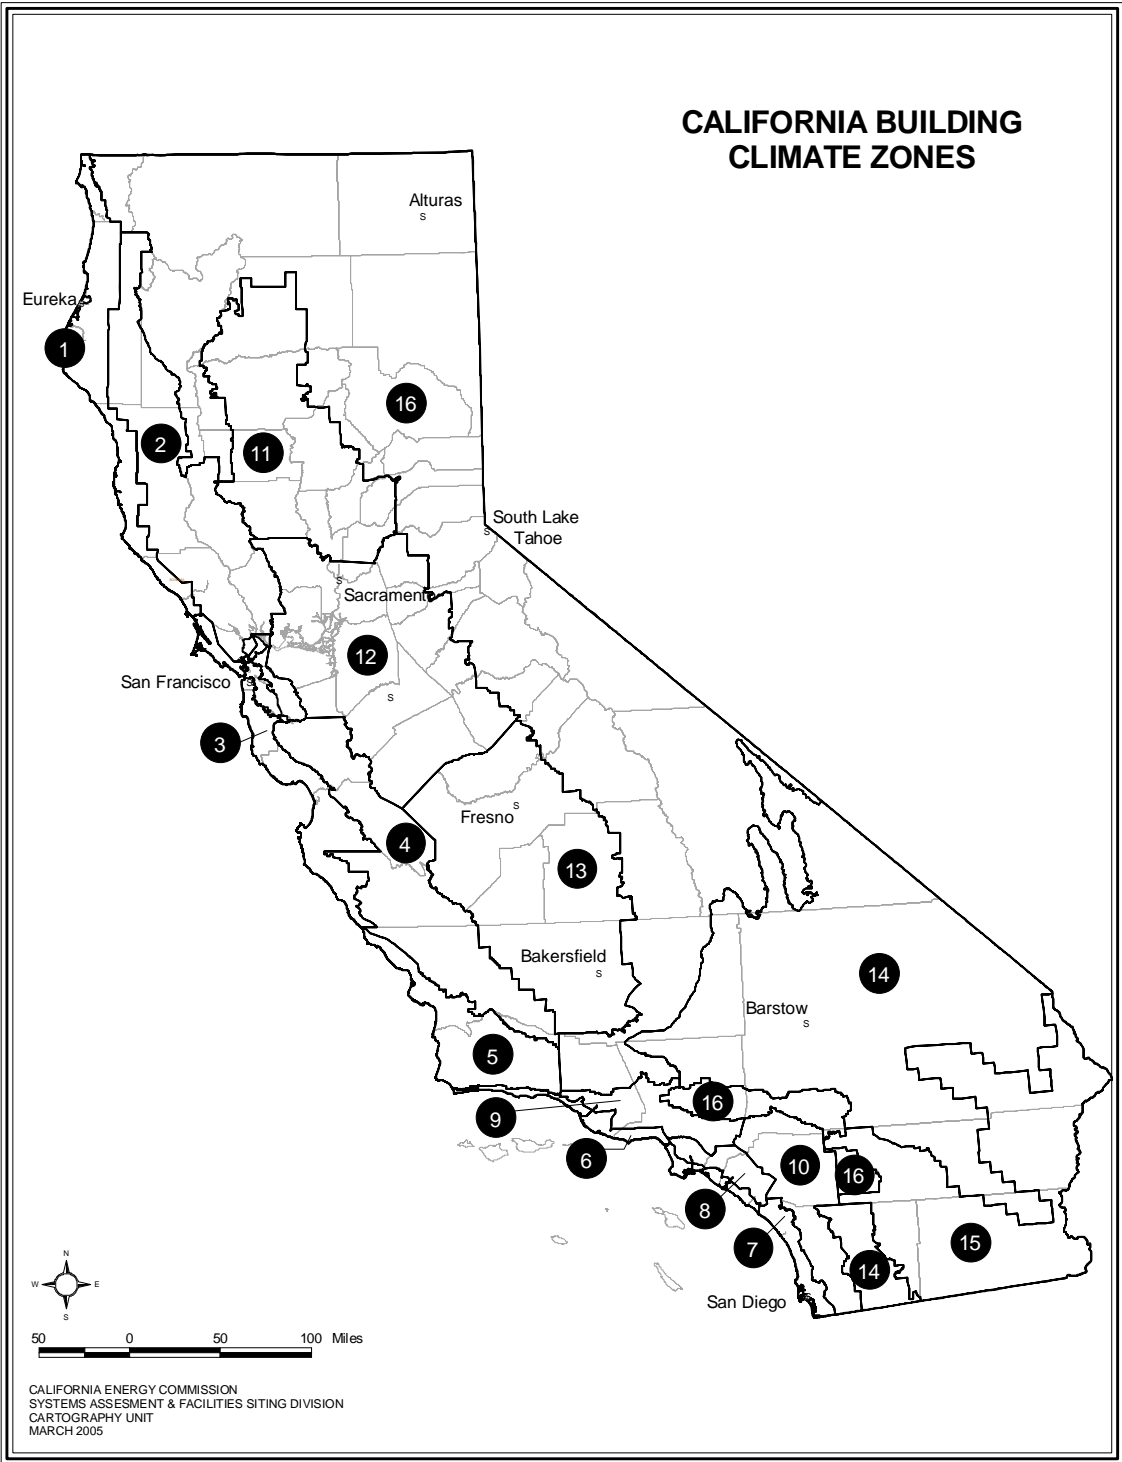 CALIFORNIA BUILDING
CLIMATE ZONES
Alturas
S
Eureka
1
16
2
11
South Lake
Tahoe
S
S
Sacramento
12
San Francisco
S
S
3
S
Fresno
4
13
Bakersfield
S
14
Barstow
S
5
16
9
6
10
16
8
7
15
14
San Diego
S
N
W
E
S
50
0
50
100 Miles
CALIFORNIA ENERGY COMMISSION
SYSTEMS ASSESMENT & FACILITIES SITING DIVISION
CARTOGRAPHY UNIT
MARCH 2005